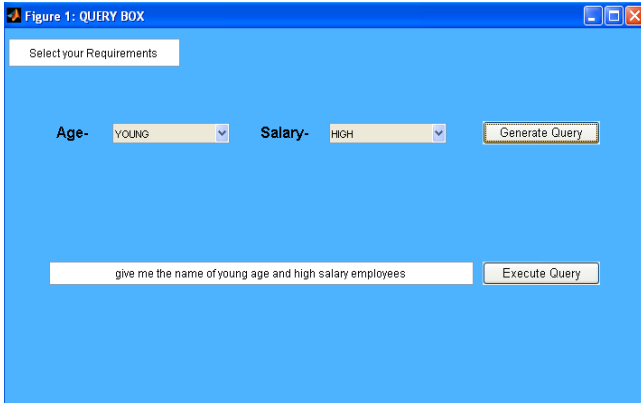 Figure 1: QUERY BOX
Select your Requirements
Age- YOUNG Salary- HIGH Generate Query
give me the name of young age and high salary employees Execute Query